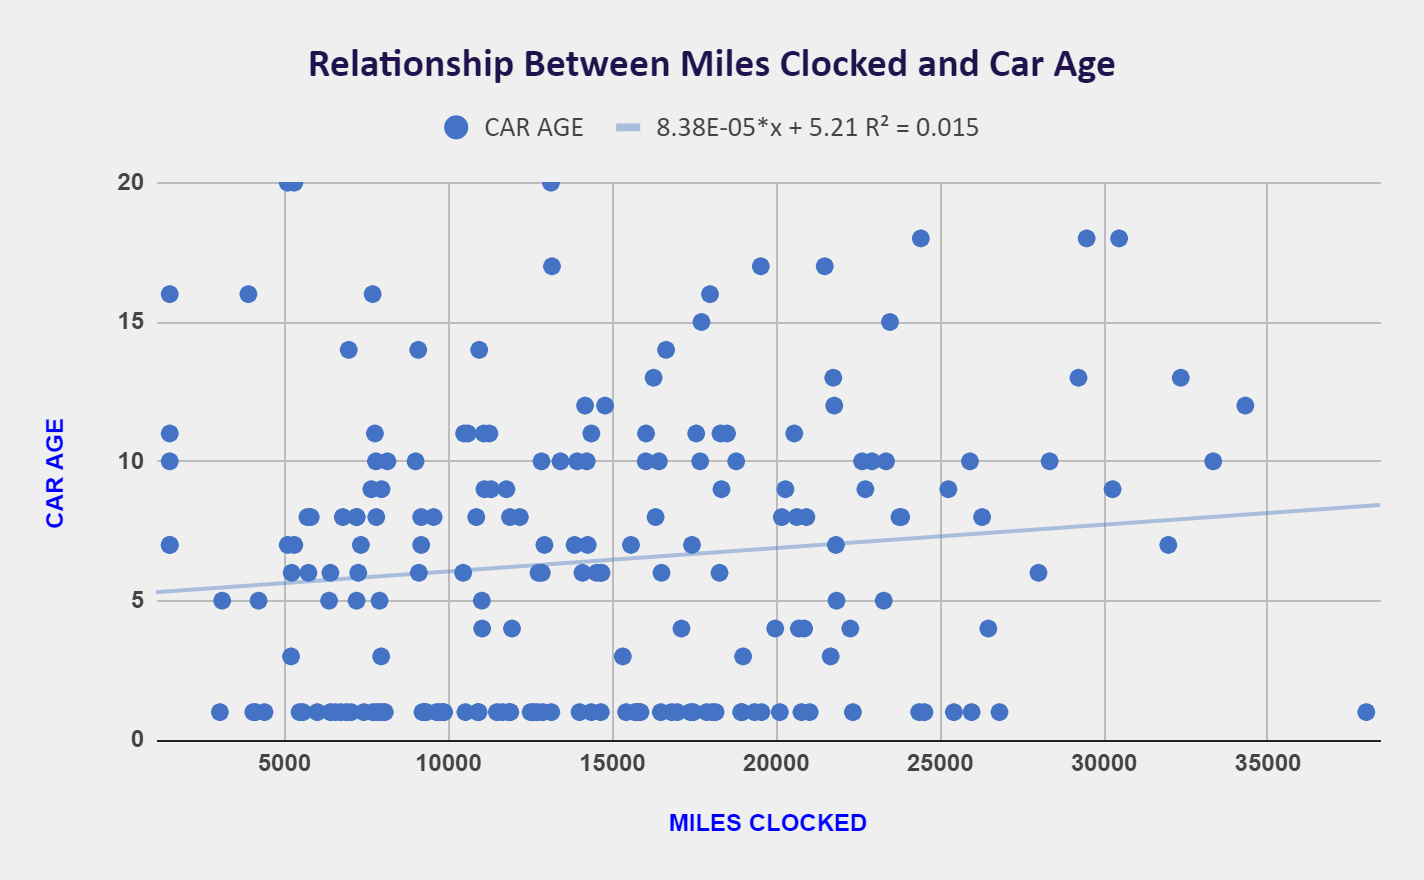 Relationship Between Miles Clocked and Car Age
CAR AGE 8.38E-05*x + 5.21 R² = 0.015
20
15
10
5
0
CAR AGE
5000 10000 15000 20000 25000 30000 35000
MILES CLOCKED